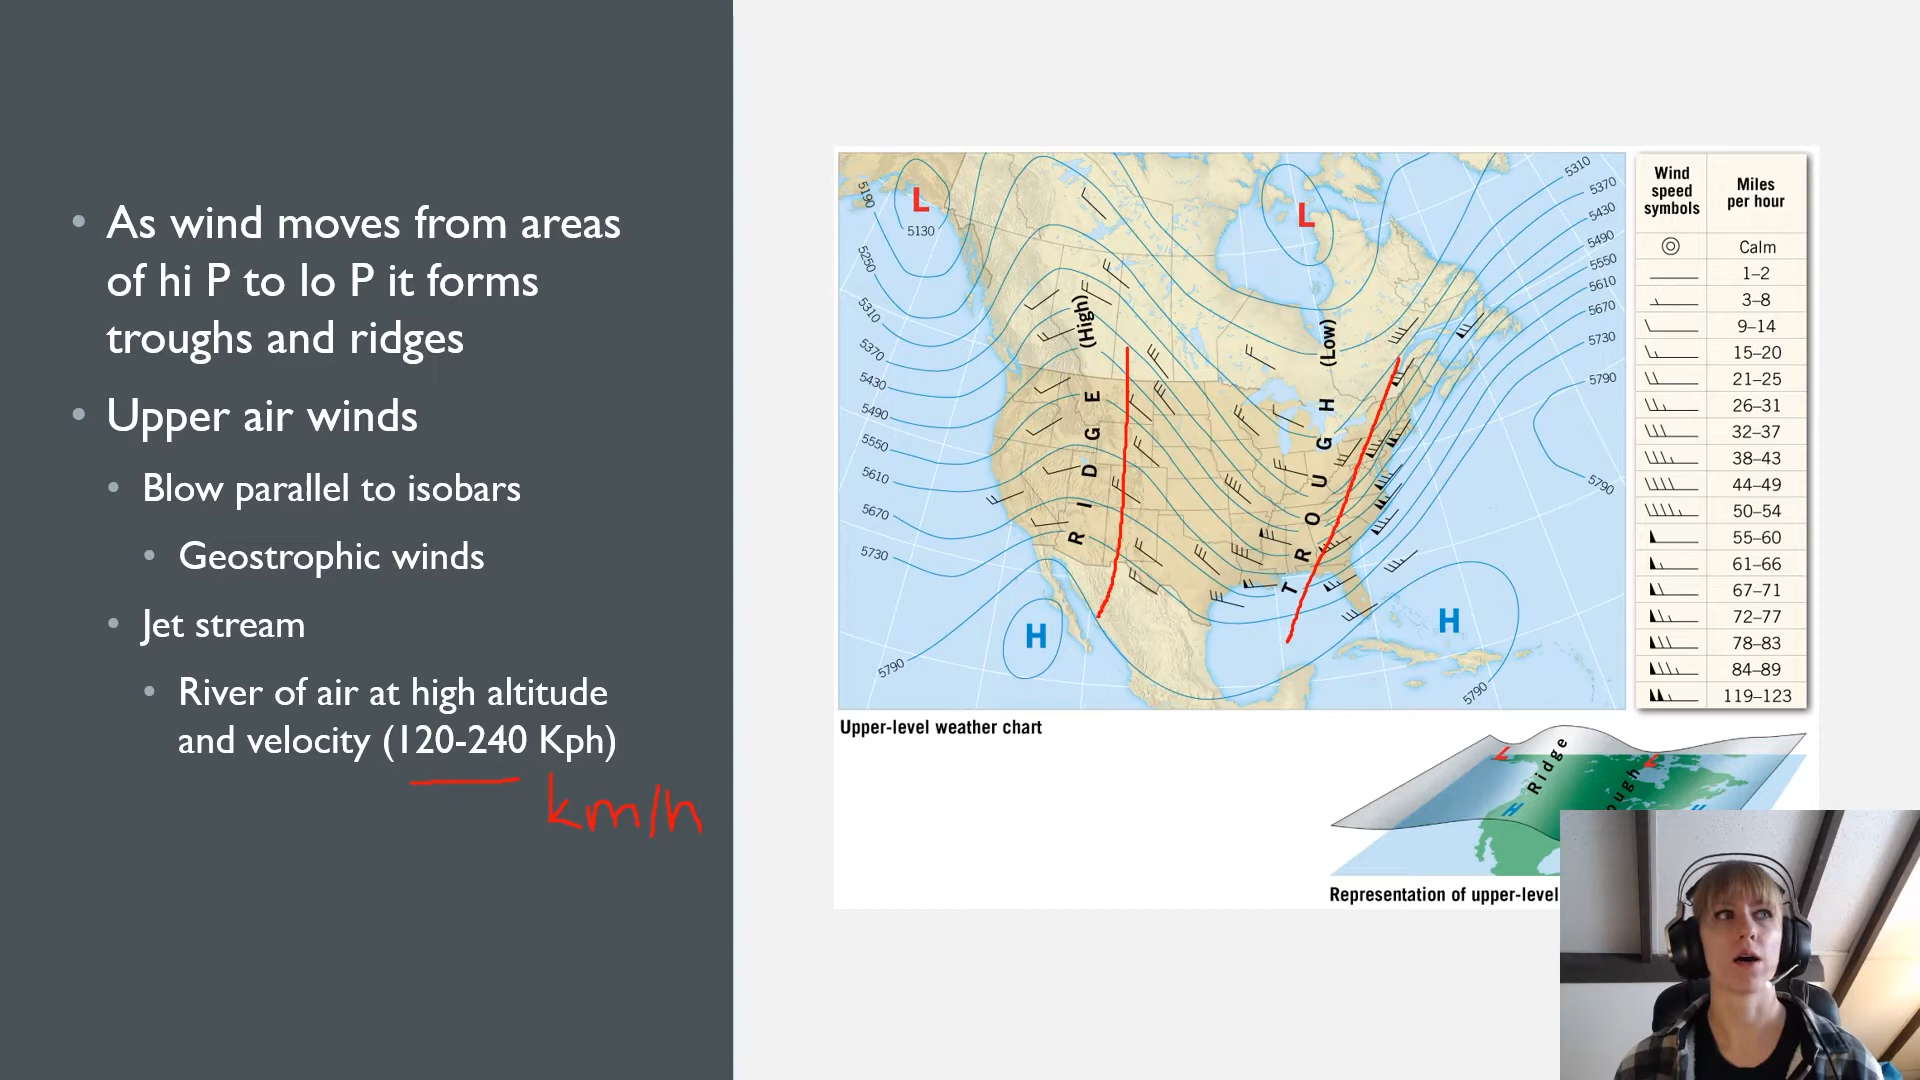 As wind moves from areas
of hi P to lo P it forms
troughs and ridges
Upper air winds
Blow parallel to isobars
Geostrophic winds
Jet stream
River of air at high altitude
and velocity (120-240 Kph)
km/h
L
5190
5130
5250
5310
5370
5430
5490
5550
5610
5670
5730
5790
H
RIDGE (High)
L
TROUGH (Low)
H
5310
5370
5430
5490
5550
5610
5670
5730
5790
5790
5790
Wind
speed
symbols
Miles
per hour
Calm
1–2
3–8
9–14
15–20
21–25
26–31
32–37
38–43
44–49
50–54
55–60
61–66
67–71
72–77
78–83
84–89
119–123
Upper-level weather chart
L
Ridge
L
ough
H
Representation of upper-level